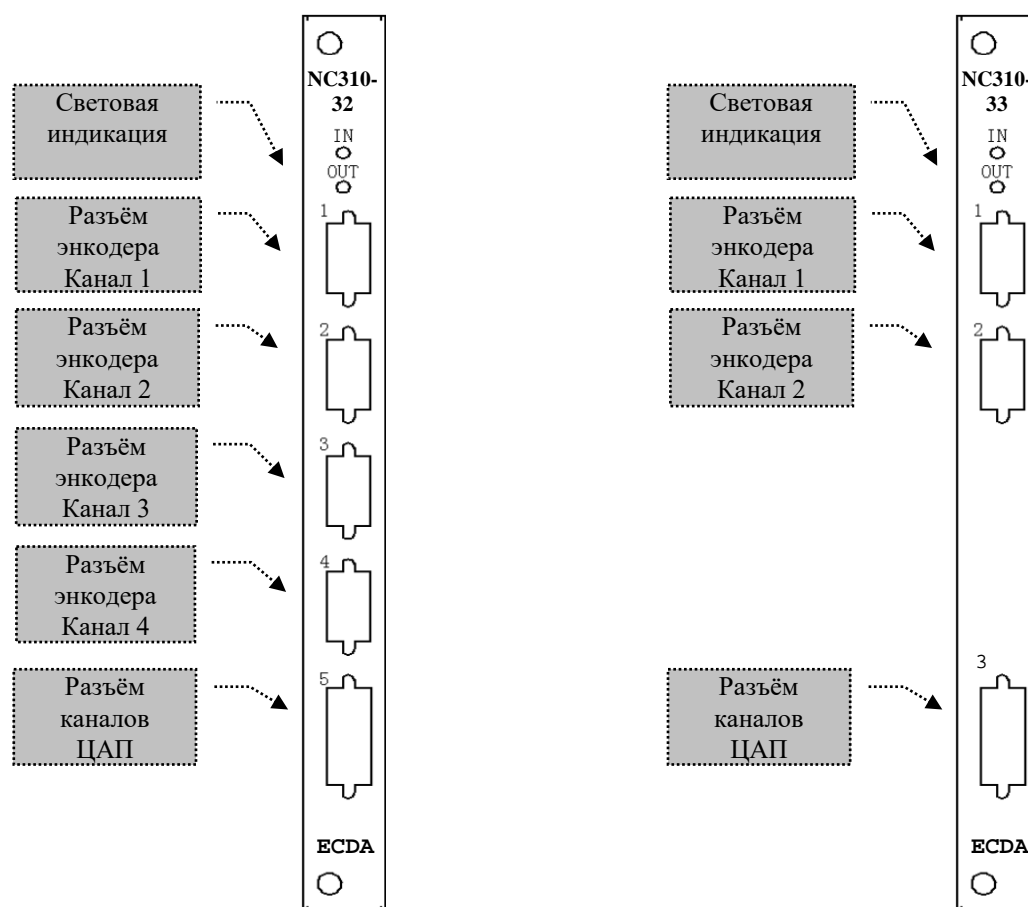 NC310-
32
Световая
индикация
IN
OUT
1
Разъём
энкодера
Канал 1
2
Разъём
энкодера
Канал 2
3
Разъём
энкодера
Канал 3
4
Разъём
энкодера
Канал 4
5
Разъём
каналов
ЦАП
ECDA
NC310-
33
Световая
индикация
IN
OUT
1
Разъём
энкодера
Канал 1
2
Разъём
энкодера
Канал 2
3
Разъём
каналов
ЦАП
ECDA